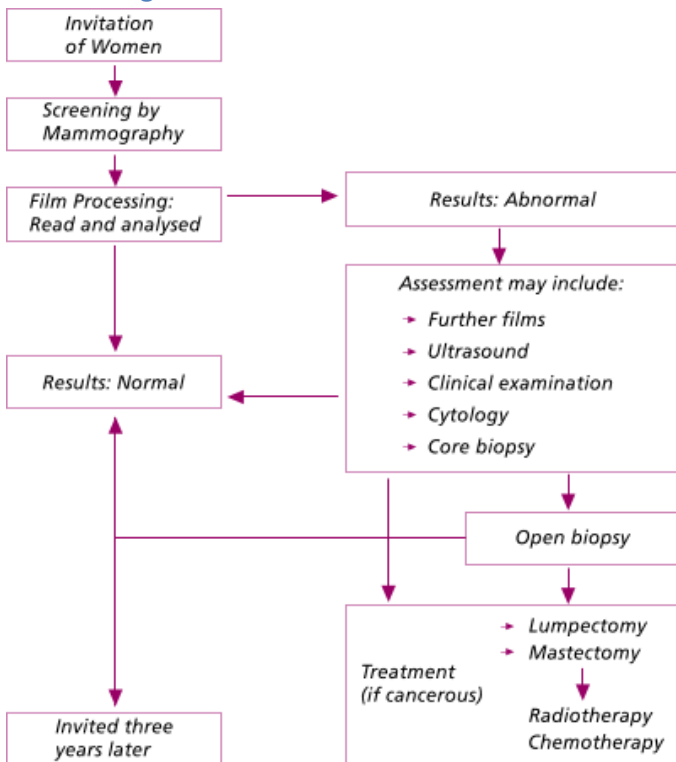 Invitation
of Women
Screening by
Mammography
Film Processing:
Read and analysed
Results: Abnormal
Assessment may include:
Further films
Ultrasound
Clinical examination
Cytology
Core biopsy
Results: Normal
Open biopsy
Lumpectomy
Mastectomy
Treatment
(if cancerous)
Radiotherapy
Chemotherapy
Invited three
years later